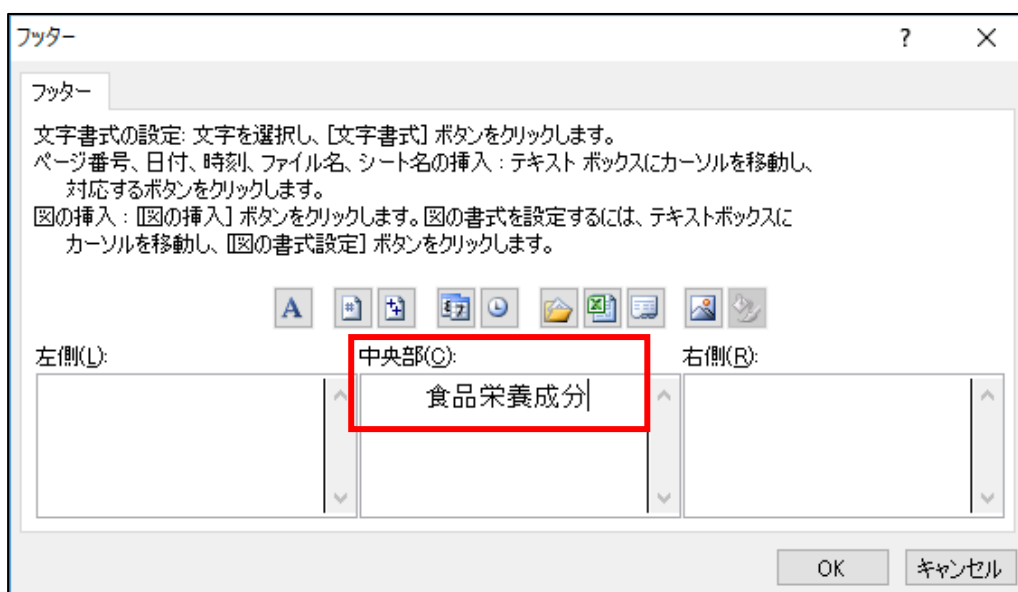 フッター
フッター
文字書式の設定: 文字を選択し、[文字書式] ボタンをクリックします。
ページ番号、日付、時刻、ファイル名、シート名の挿入 : テキスト ボックスにカーソルを移動し、
対応するボタンをクリックします。
図の挿入 : [図の挿入] ボタンをクリックします。図の書式を設定するには、テキストボックスに
カーソルを移動し、[図の書式設定] ボタンをクリックします。
A
左側(L):
中央部(C):
右側(R):
食品栄養成分
OK
キャンセル